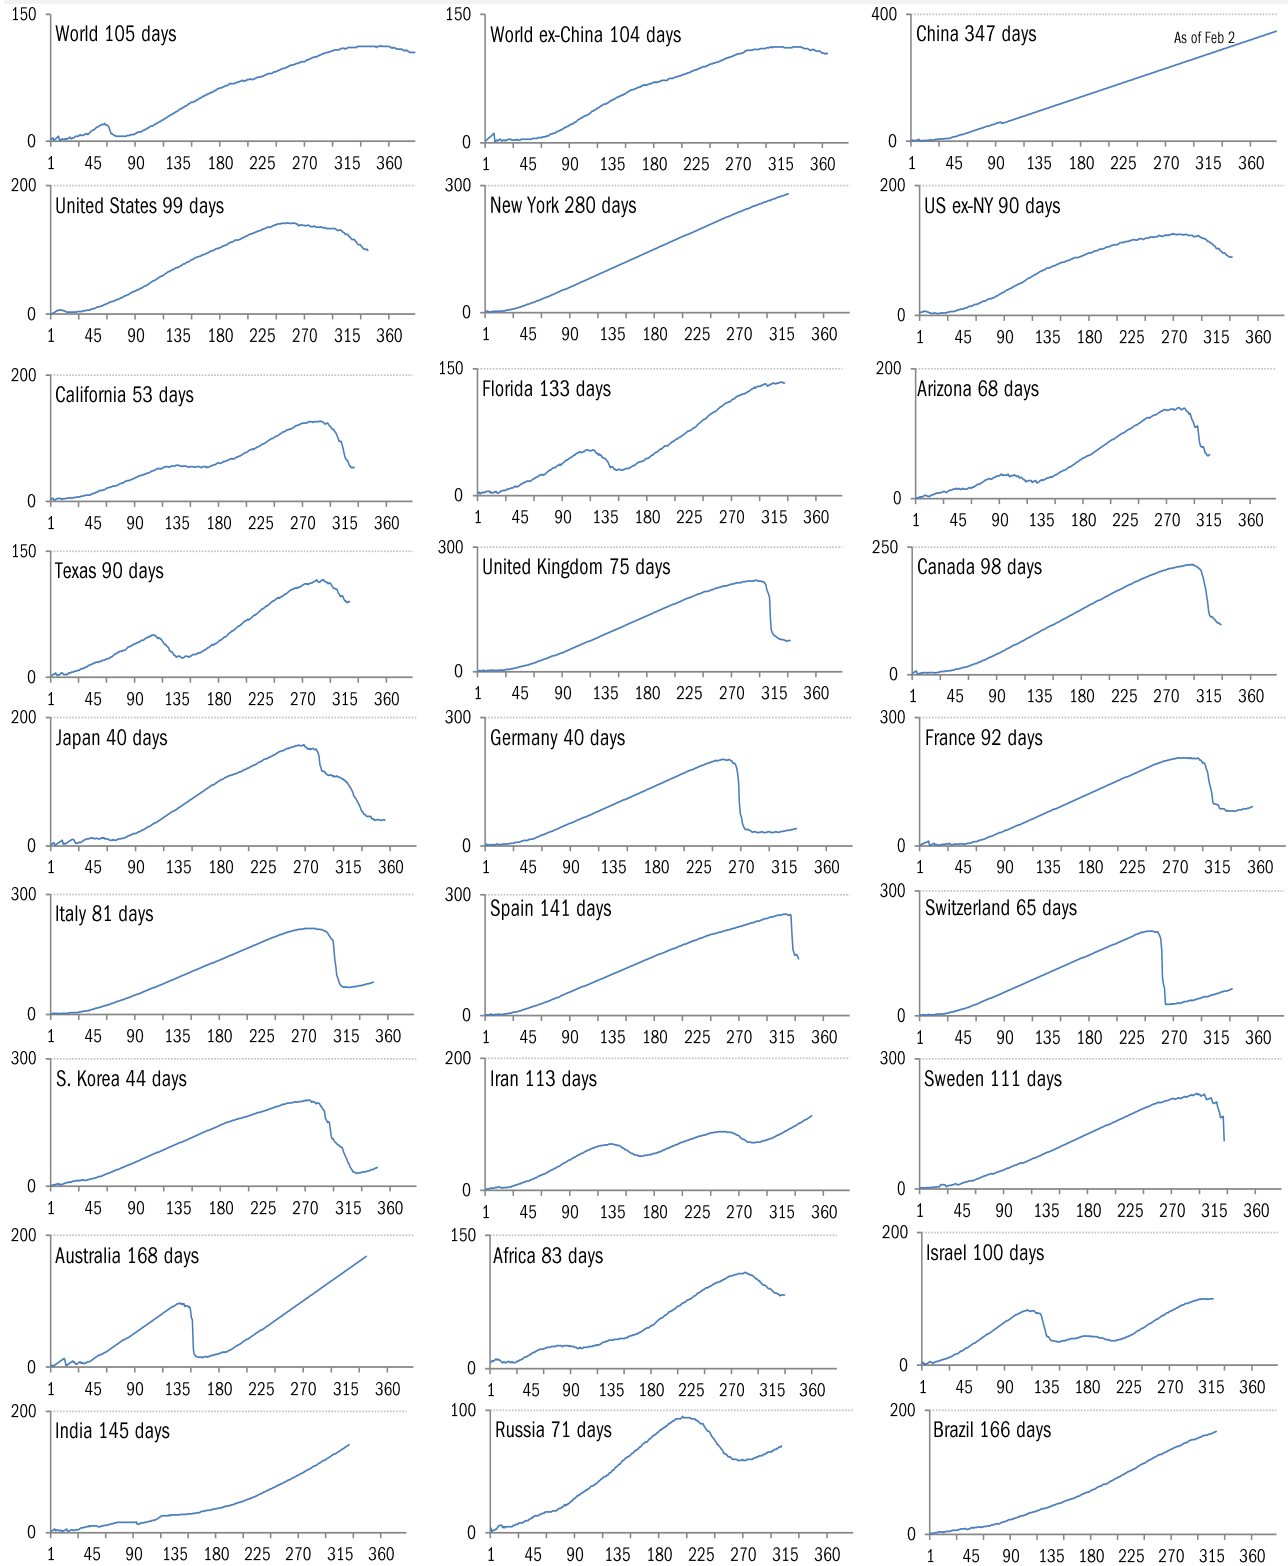 World 105 days
150
0
1 45 90 135 180 225 270 315 360
World ex-China 104 days
150
0
1 45 90 135 180 225 270 315 360
China 347 days
As of Feb 2
400
0
1 45 90 135 180 225 270 315 360
United States 99 days
200
0
1 45 90 135 180 225 270 315 360
New York 280 days
300
0
1 45 90 135 180 225 270 315 360
US ex-NY 90 days
200
0
1 45 90 135 180 225 270 315 360
California 53 days
200
0
1 45 90 135 180 225 270 315 360
Florida 133 days
150
0
1 45 90 135 180 225 270 315 360
Arizona 68 days
200
0
1 45 90 135 180 225 270 315 360
Texas 90 days
150
0
1 45 90 135 180 225 270 315 360
United Kingdom 75 days
300
0
1 45 90 135 180 225 270 315 360
Canada 98 days
250
0
1 45 90 135 180 225 270 315 360
Japan 40 days
200
0
1 45 90 135 180 225 270 315 360
Germany 40 days
300
0
1 45 90 135 180 225 270 315 360
France 92 days
300
0
1 45 90 135 180 225 270 315 360
Italy 81 days
300
0
1 45 90 135 180 225 270 315 360
Spain 141 days
300
0
1 45 90 135 180 225 270 315 360
Switzerland 65 days
300
0
1 45 90 135 180 225 270 315 360
S. Korea 44 days
300
0
1 45 90 135 180 225 270 315 360
Iran 113 days
200
0
1 45 90 135 180 225 270 315 360
Sweden 111 days
300
0
1 45 90 135 180 225 270 315 360
Australia 168 days
200
0
1 45 90 135 180 225 270 315 360
Africa 83 days
150
0
1 45 90 135 180 225 270 315 360
Israel 100 days
200
0
1 45 90 135 180 225 270 315 360
India 145 days
200
0
1 45 90 135 180 225 270 315 360
Russia 71 days
100
0
1 45 90 135 180 225 270 315 360
Brazil 166 days
200
0
1 45 90 135 180 225 270 315 360